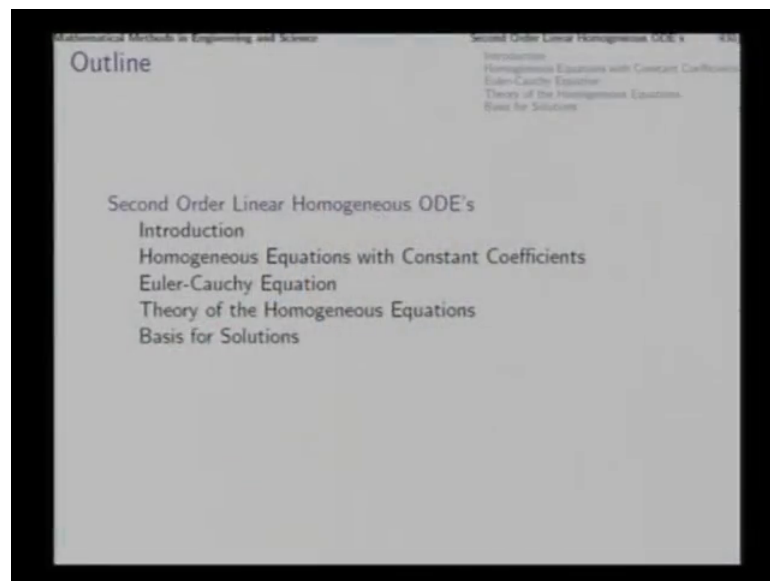 Mathematical Methods in Engineering and Science
Second Order Linear Homogeneous ODE's
Outline
Introduction
Homogeneous Equations with Constant Coefficients
Euler-Cauchy Equation
Theory of the Homogeneous Equations
Basis for Solutions
Second Order Linear Homogeneous ODE's
Introduction
Homogeneous Equations with Constant Coefficients
Euler-Cauchy Equation
Theory of the Homogeneous Equations
Basis for Solutions